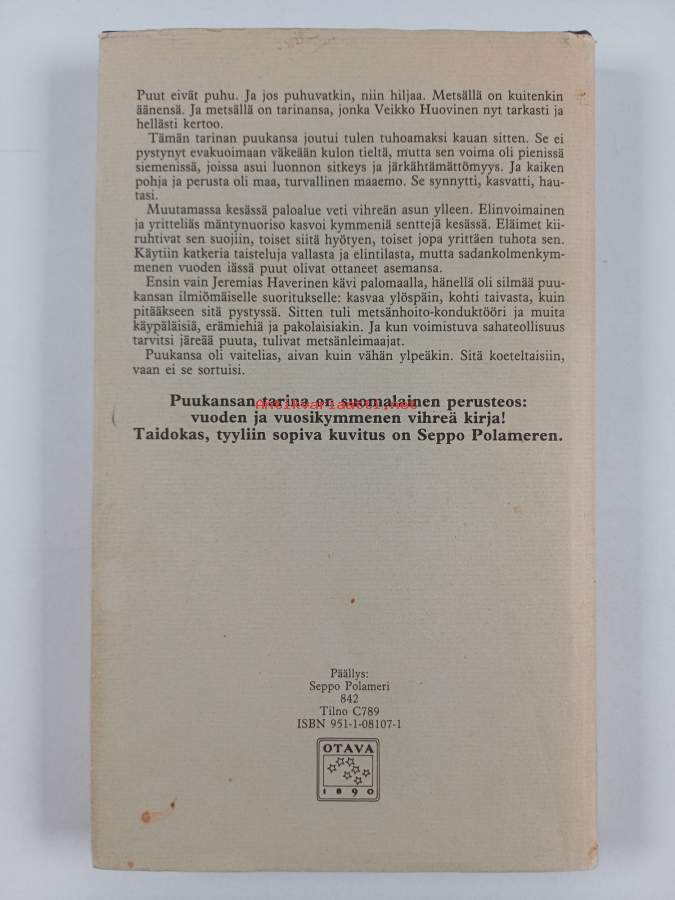 Puut eivät puhu. Ja jos puhuvatkin, niin hiljaa. Metsällä on kuitenkin
äänensä. Ja metsällä on tarinansa, jonka Veikko Huovinen nyt tarkasti ja
hellästi kertoo.
Tämän tarinan puukansa joutui tulen tuhoamaksi kauan sitten. Se ei
pystynyt evakuoimaan väkeään kulon tieltä, mutta sen voima oli pienissä
siemenissä, joissa asui luonnon sitkeys ja järkähtämättömyys. Ja kaiken
pohja ja perusta oli maa, turvallinen maaemo. Se synnytti, kasvatti, hau-
tasi.
Muutamassa kesässä paloalue veti vihreän asun ylleen. Elinvoimainen
ja yritteliäs mäntynuoriso kasvoi kymmeniä senttejä kesässä. Eläimet kii-
ruhtivat sen suojiin, toiset siitä hyötyen, toiset jopa yrittäen tuhota sen.
Käytiin katkeria taisteluja vallasta ja elintilasta, mutta sadankolmenkym-
menen vuoden iässä puut olivat ottaneet asemansa.
Ensin vain Jeremias Haverinen kävi palomaalla, hänellä oli silmää puu-
kansan ilmiömäiselle suoritukselle: kasvaa ylöspäin, kohti taivasta, kuin
pitääkseen sitä pystyssä. Sitten tuli metsänhoito-konduktööri ja muita
käypäläisiä, erämiehiä ja pakolaisiakin. Ja kun voimistuva sahateollisuus
tarvitsi järeää puuta, tulivat metsänleimaajat.
Puukansa oli vaitelias, aivan kuin vähän ylpeäkin. Sitä koeteltaisiin,
vaan ei se sortuisi.
Puukansan tarina on suomalainen perusteos:
Antikvariaatti.net
vuoden ja vuosikymmenen vihreä kirja!
Taidokas, tyyliin sopiva kuvitus on Seppo Polameren.
Päällys:
Seppo Polameri
842
Tilno C789
ISBN 951-1-08107-1
OTAVA
1890